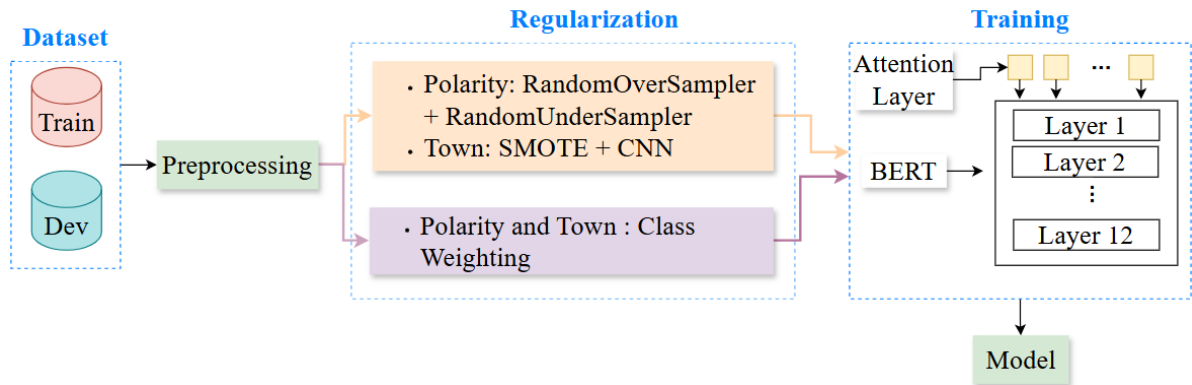 Dataset
Train
Dev
Preprocessing
Regularization
• Polarity: RandomOverSampler
+ RandomUnderSampler
• Town: SMOTE + CNN
• Polarity and Town : Class
Weighting
Training
Attention
Layer
...
BERT
Layer 1
Layer 2
⋮
Layer 12
Model